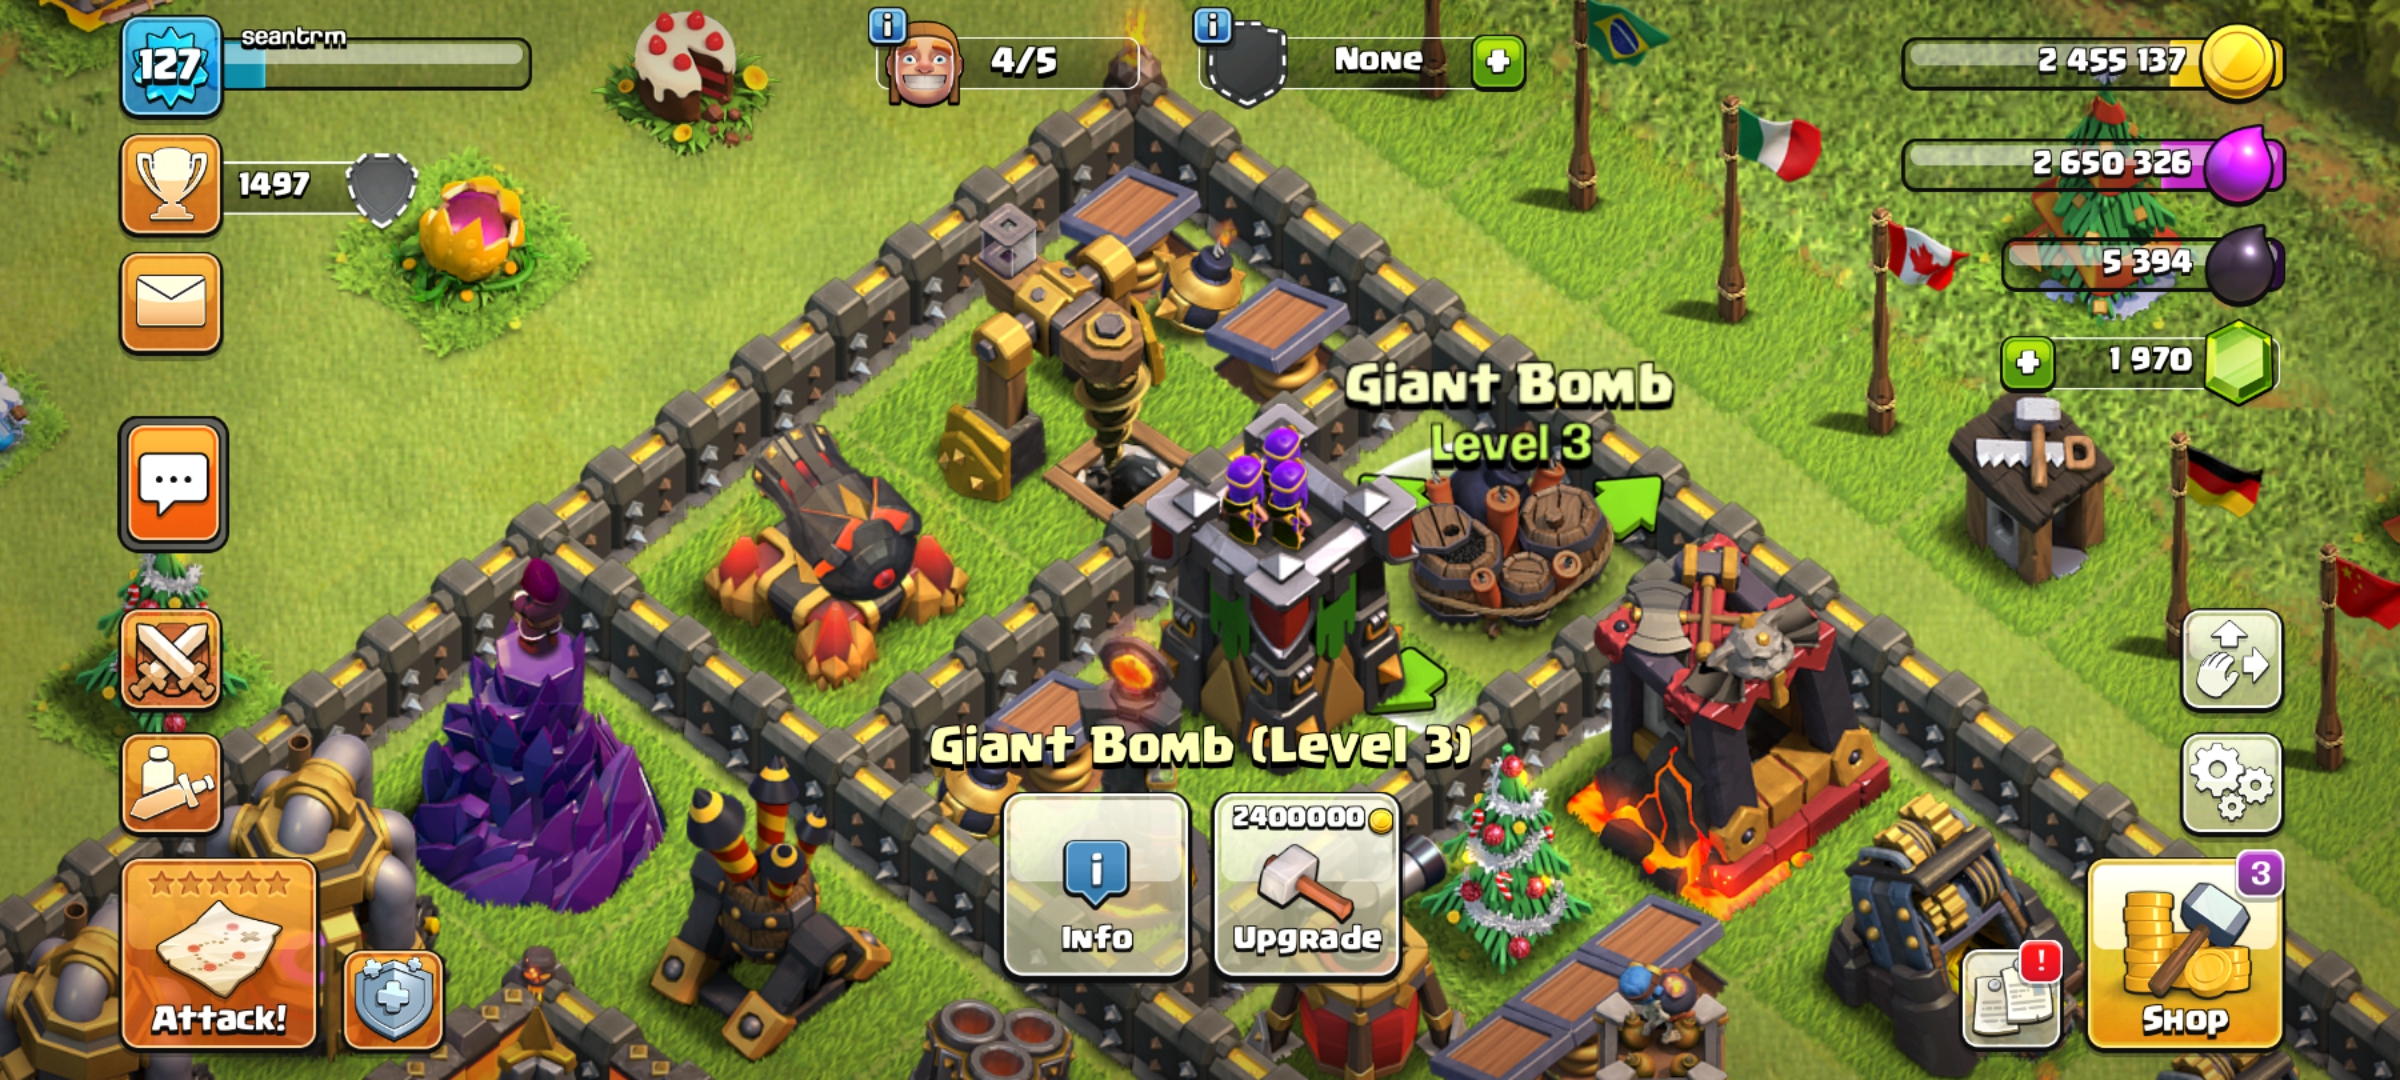 127
seantrm
4/5
None
2 455 137
1497
2 650 326
5 394
1 970
Giant Bomb
Level 3
Giant Bomb (Level 3)
2400000
Info
Upgrade
Attack!
3
!
Shop